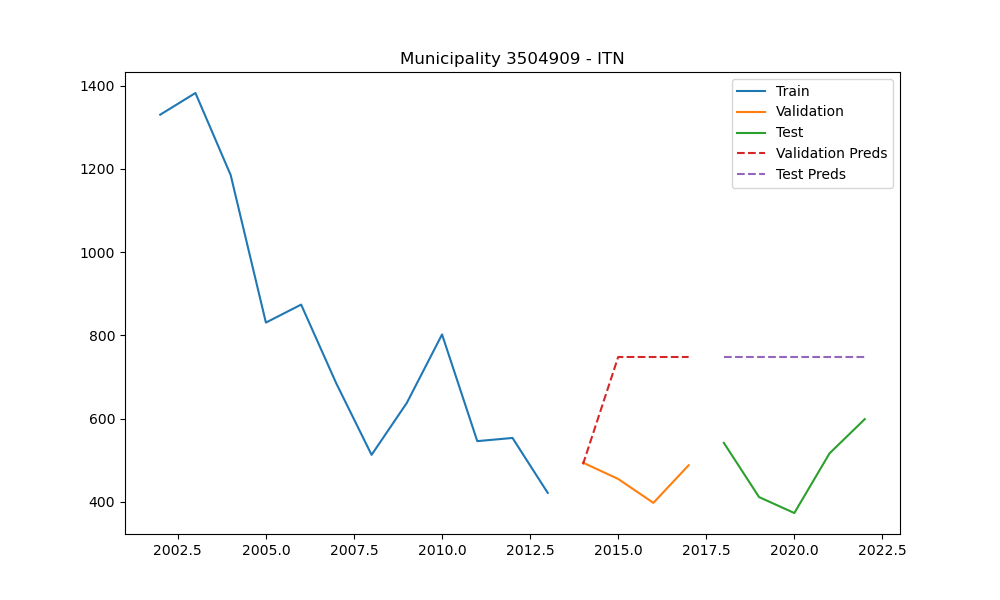 Municipality 3504909 - ITN
1400
1200
1000
800
600
400
2002.5 2005.0 2007.5 2010.0 2012.5 2015.0 2017.5 2020.0 2022.5
Train
Validation
Test
Validation Preds
Test Preds